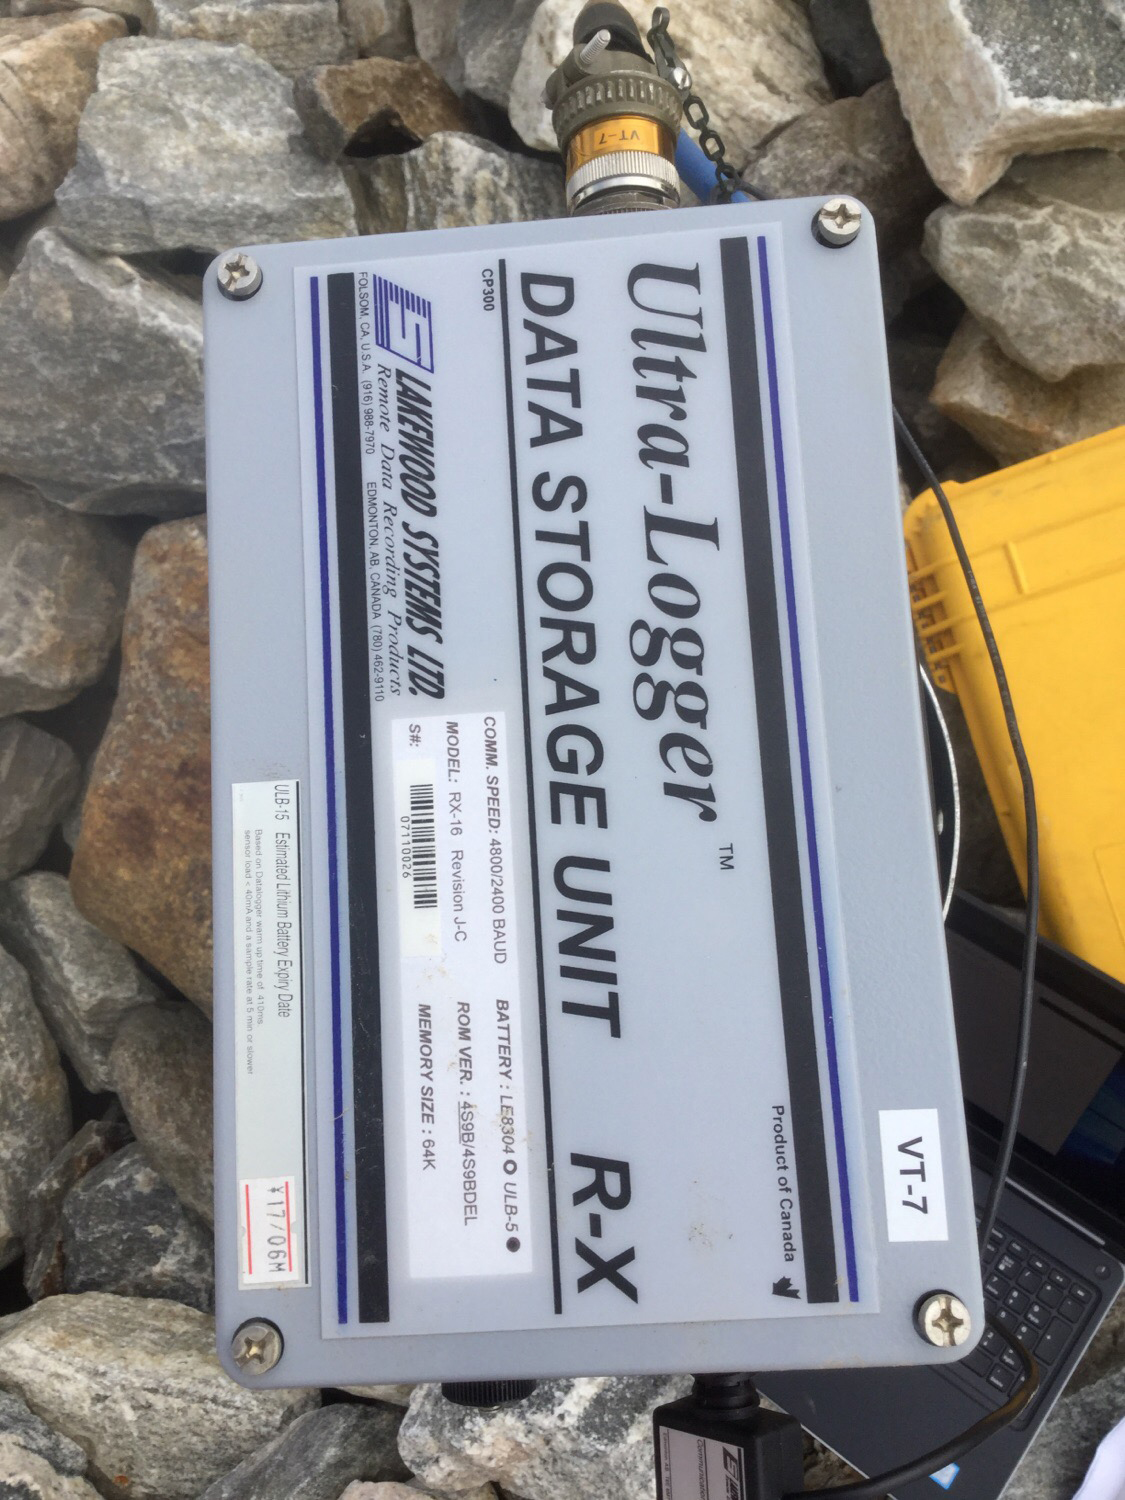 VT-7
Ultra-Logger™
DATA STORAGE UNIT R-X
CP300
Product of Canada
VT-7
LAKEWOOD SYSTEMS LTD.
Remote Data Recording Products
FOLSOM, CA, U.S.A. (916) 988-7970 EDMONTON, AB, CANADA (780) 462-9110
COMM. SPEED: 4800/2400 BAUD BATTERY : LE8304 ULB-5
MODEL: RX-16 Revision J-C ROM VER. : 4S9B/4S9BDEL
S#: 07110026 MEMORY SIZE : 64K
ULB-15 Estimated Lithium Battery Expiry Date
Based on Datalogger warm up time of 410ms
sensor load < 40mA and a sample rate at 5 min or slower
¥17/06M